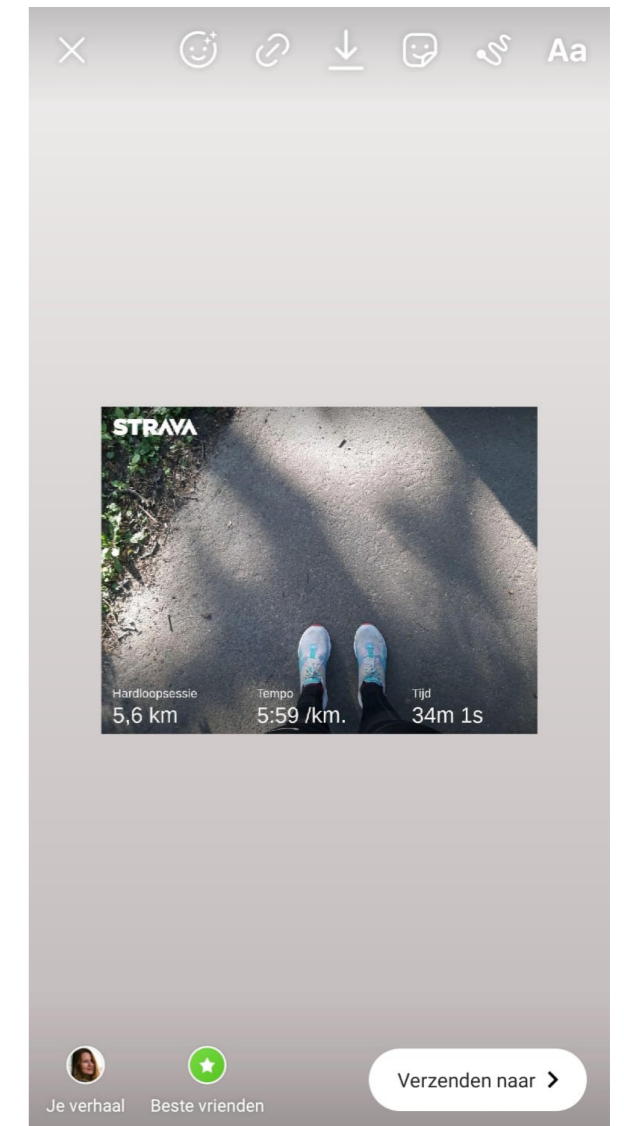 Aa
STRAVA
Hardloopsessie
5,6 km
Tempo
5:59 /km.
Tijd
34m 1s
Je verhaal
Beste vrienden
Verzenden naar